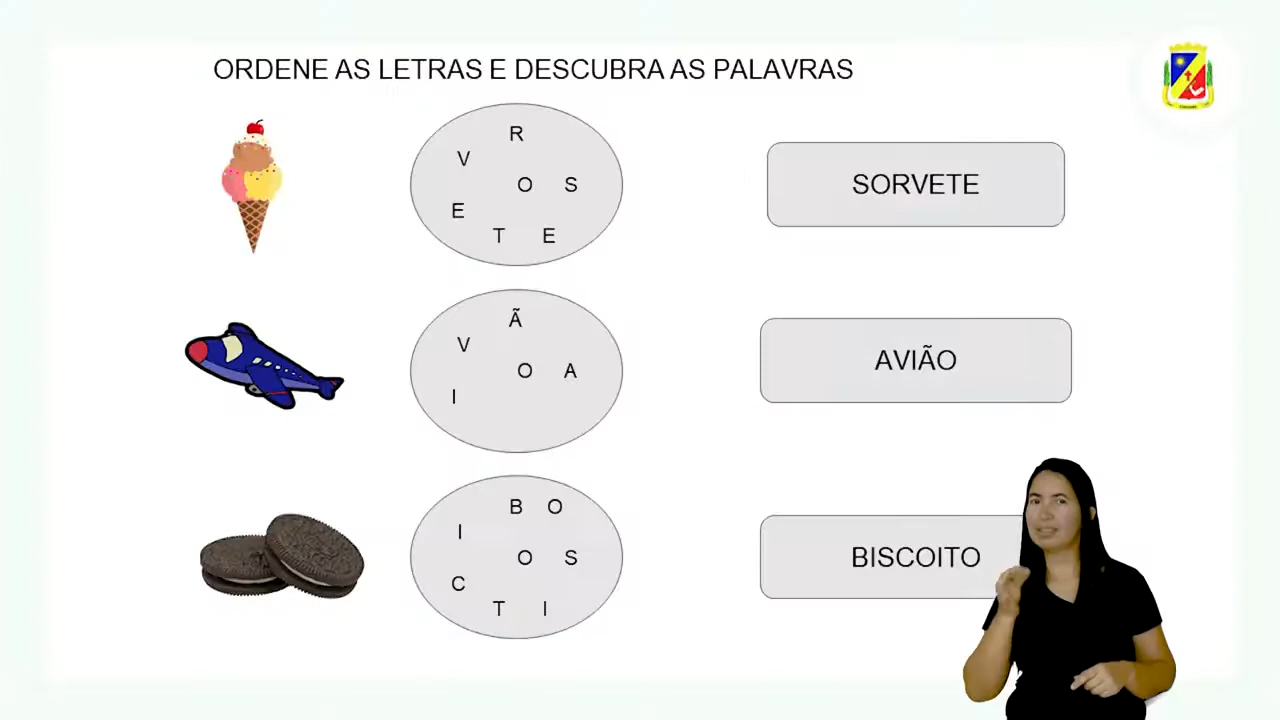 ORDENE AS LETRAS E DESCUBRA AS PALAVRAS
R
V
O S
E
T E
SORVETE
Ã
V
O A
I
AVIÃO
B O
I
O S
C
T I
BISCOITO